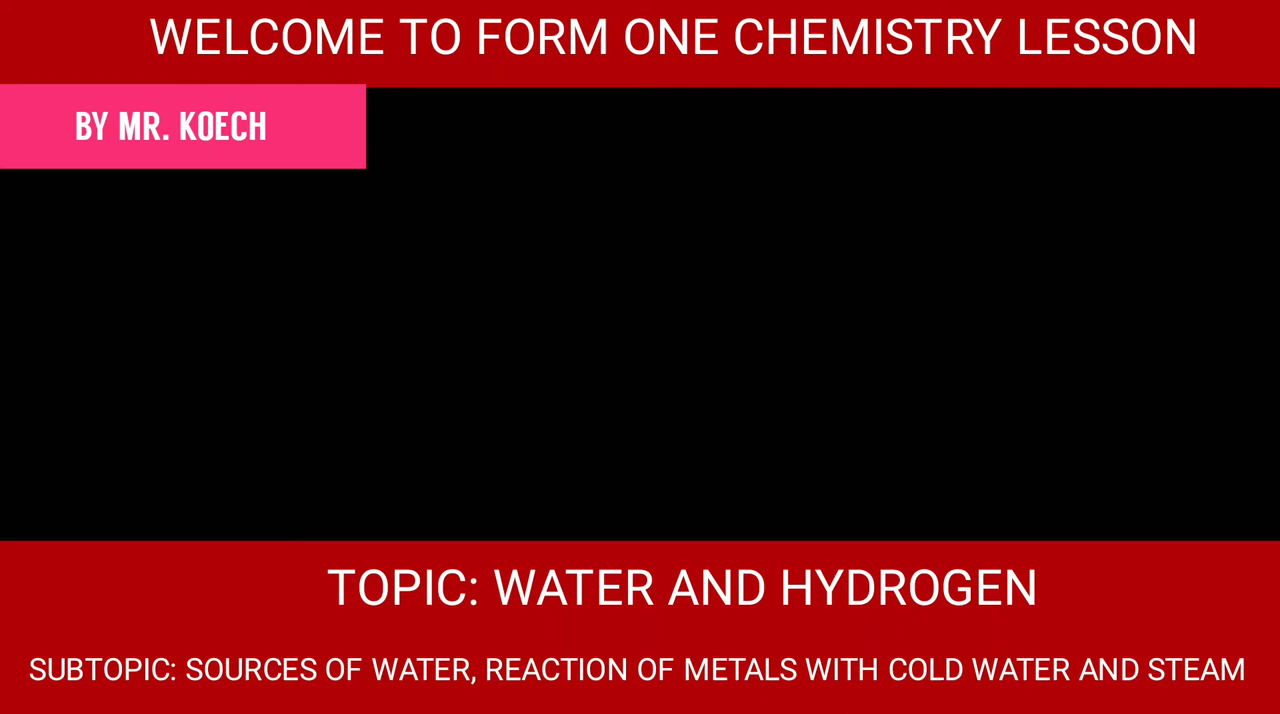 WELCOME TO FORM ONE CHEMISTRY LESSON
BY MR. KOECH
TOPIC: WATER AND HYDROGEN
SUBTOPIC: SOURCES OF WATER, REACTION OF METALS WITH COLD WATER AND STEAM